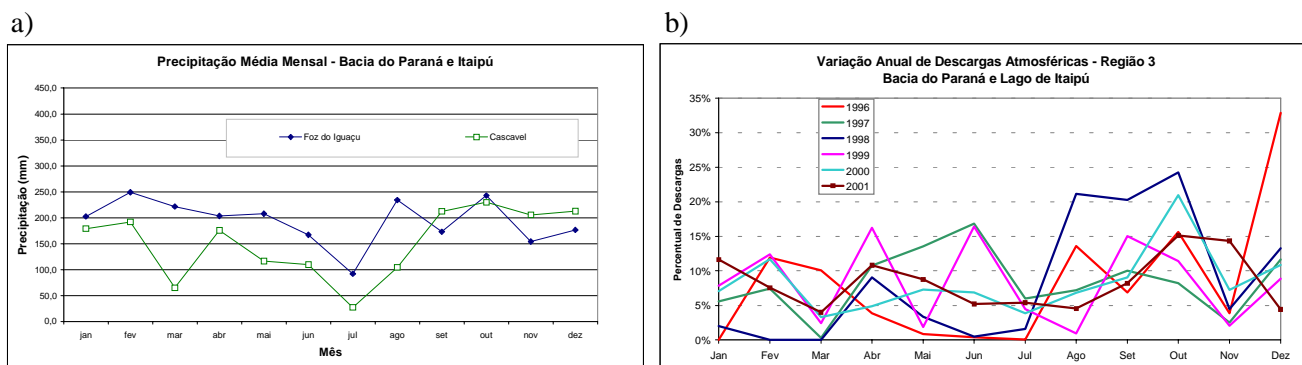 a)
Precipitação Média Mensal - Bacia do Paraná e Itaipú
450,0
400,0
350,0
300,0
250,0
200,0
150,0
100,0
50,0
0,0
Precipitação (mm)
Foz do Iguaçu Cascavel
jan fev mar abr mai jun jul ago set out nov dez
Mês
b)
Variação Anual de Descargas Atmosféricas - Região 3
Bacia do Paraná e Lago de Itaipú
35%
30%
25%
20%
15%
10%
5%
0%
Percentual de Descargas
1996
1997
1998
1999
2000
2001
Jan Fev Mar Abr Mai Jun Jul Ago Set Out Nov Dez